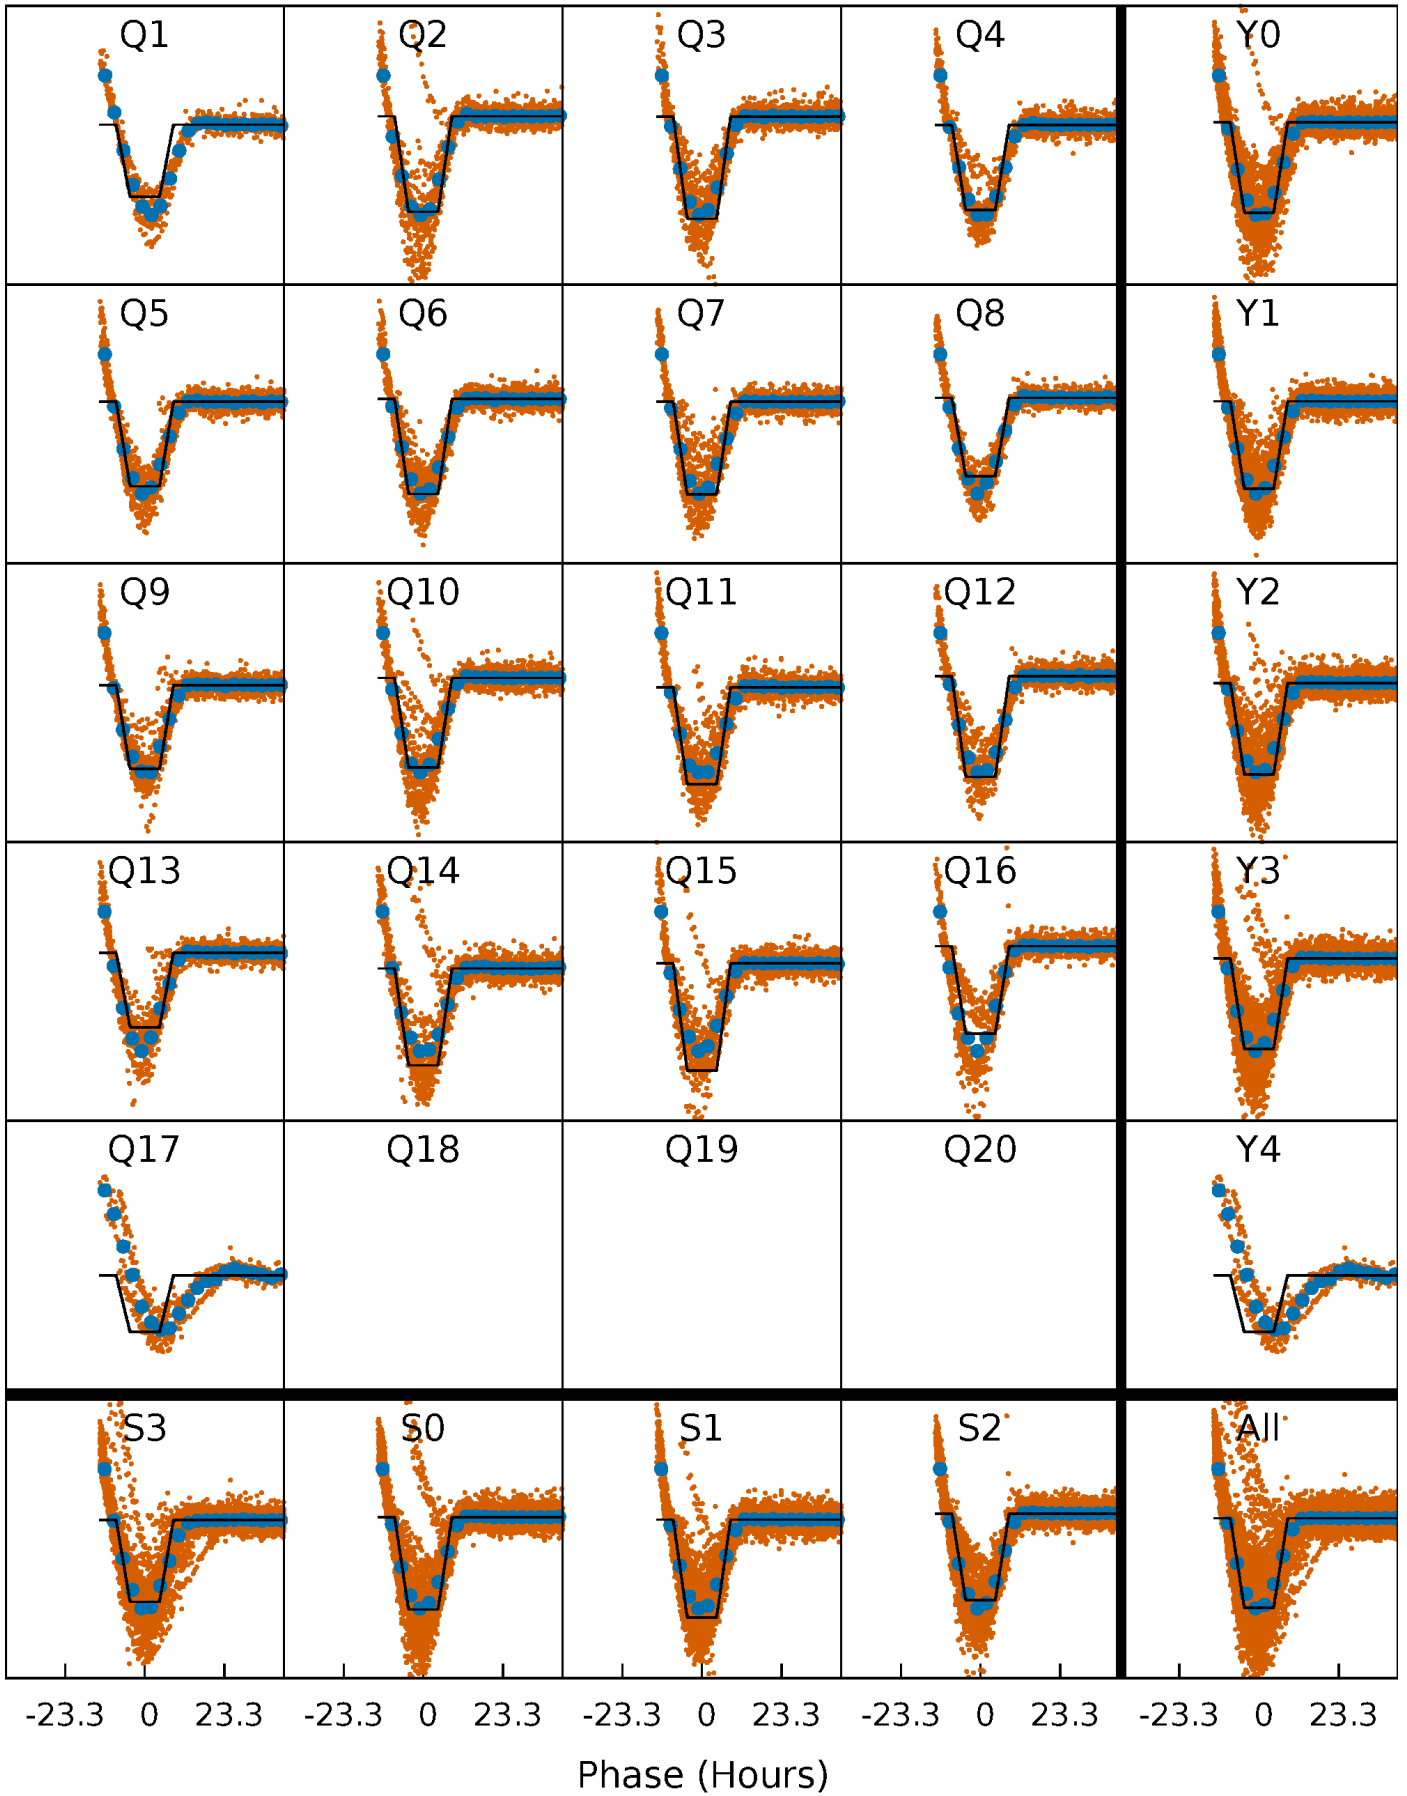 Q1 Q2 Q3 Q4 Y0
Q5 Q6 Q7 Q8 Y1
Q9 Q10 Q11 Q12 Y2
Q13 Q14 Q15 Q16 Y3
Q17 Q18 Q19 Q20 Y4
S3 S0 S1 S2 All
-23.3 0 23.3 -23.3 0 23.3 -23.3 0 23.3 -23.3 0 23.3 -23.3 0 23.3
Phase (Hours)